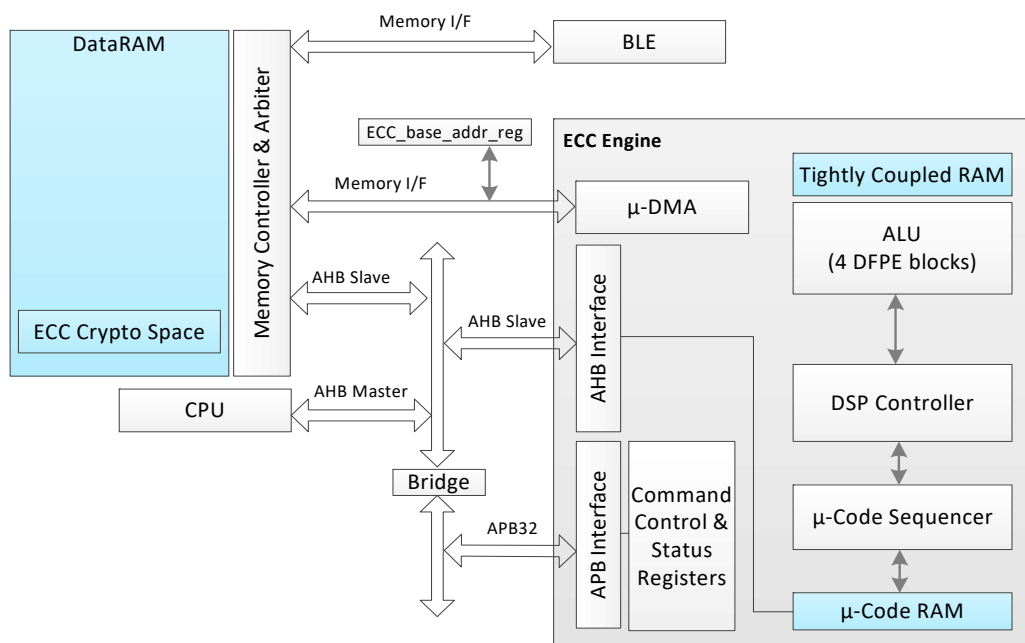 Memory I/F
DataRAM
BLE
Memory Controller & Arbiter
ECC_base_addr_reg
ECC Engine
Tightly Coupled RAM
Memory I/F
µ-DMA
ALU
(4 DFPE blocks)
AHB Slave
AHB Slave
ECC Crypto Space
AHB Interface
AHB Master
CPU
DSP Controller
Bridge
Command
Control &
Status
Registers
APB32
APB Interface
µ-Code Sequencer
µ-Code RAM